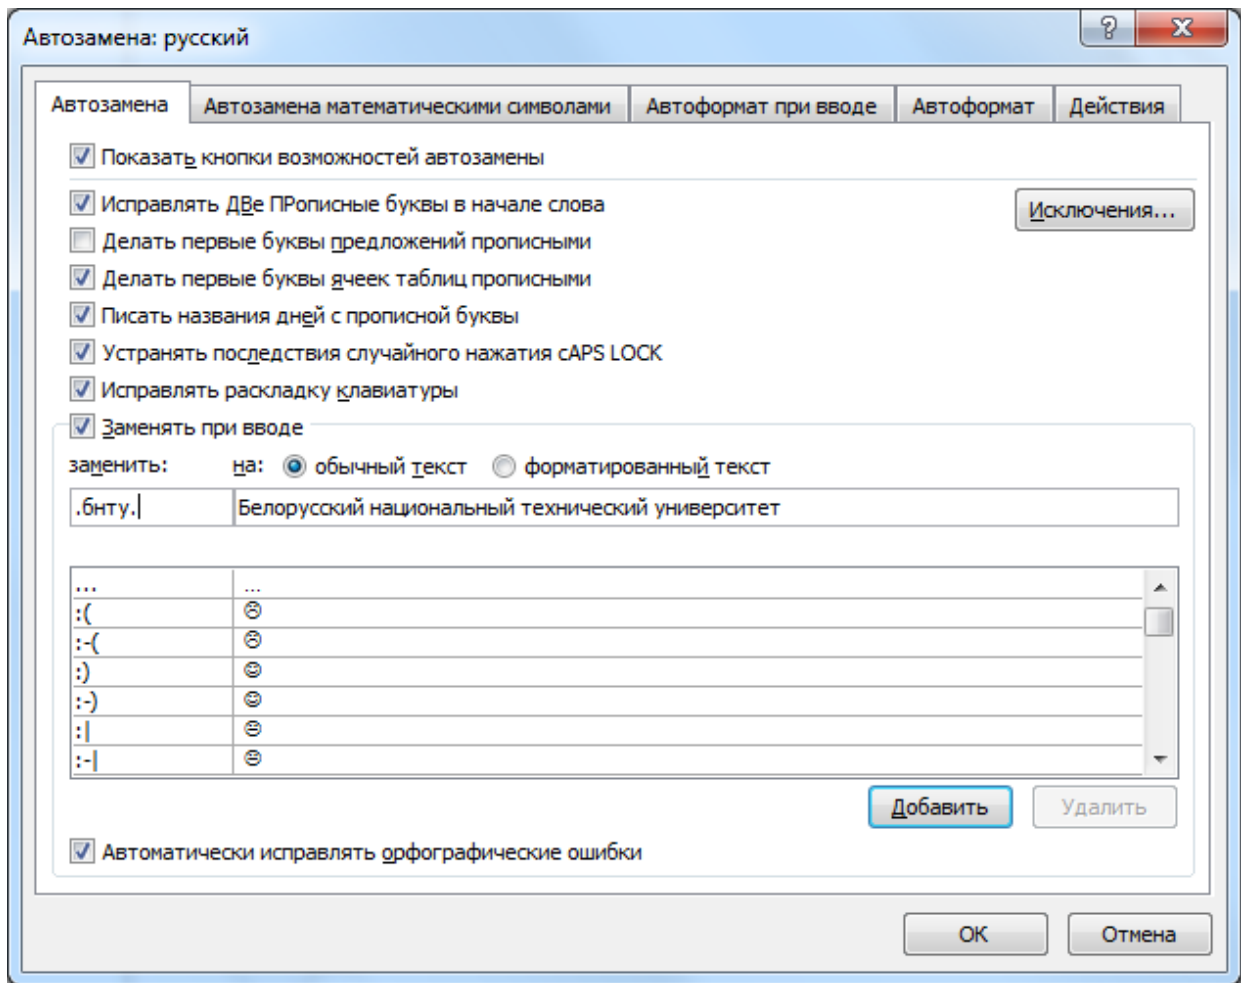 Автозамена: русский
Автозамена Автозамена математическими символами Автоформат при вводе Автоформат Действия
Показать кнопки возможностей автозамены
Исправлять ДВе ПРописные буквы в начале слова
Исключения...
Делать первые буквы предложений прописными
Делать первые буквы ячеек таблиц прописными
Писать названия дней с прописной буквы
Устранять последствия случайного нажатия cAPS LOCK
Исправлять раскладку клавиатуры
Заменять при вводе
заменить: на: обычный текст форматированный текст
.бнту. Белорусский национальный технический университет
... …
:( ☹
:-( ☹
:) ☺
:-) ☺
:| 😐
:-| 😐
Добавить Удалить
Автоматически исправлять орфографические ошибки
ОК Отмена